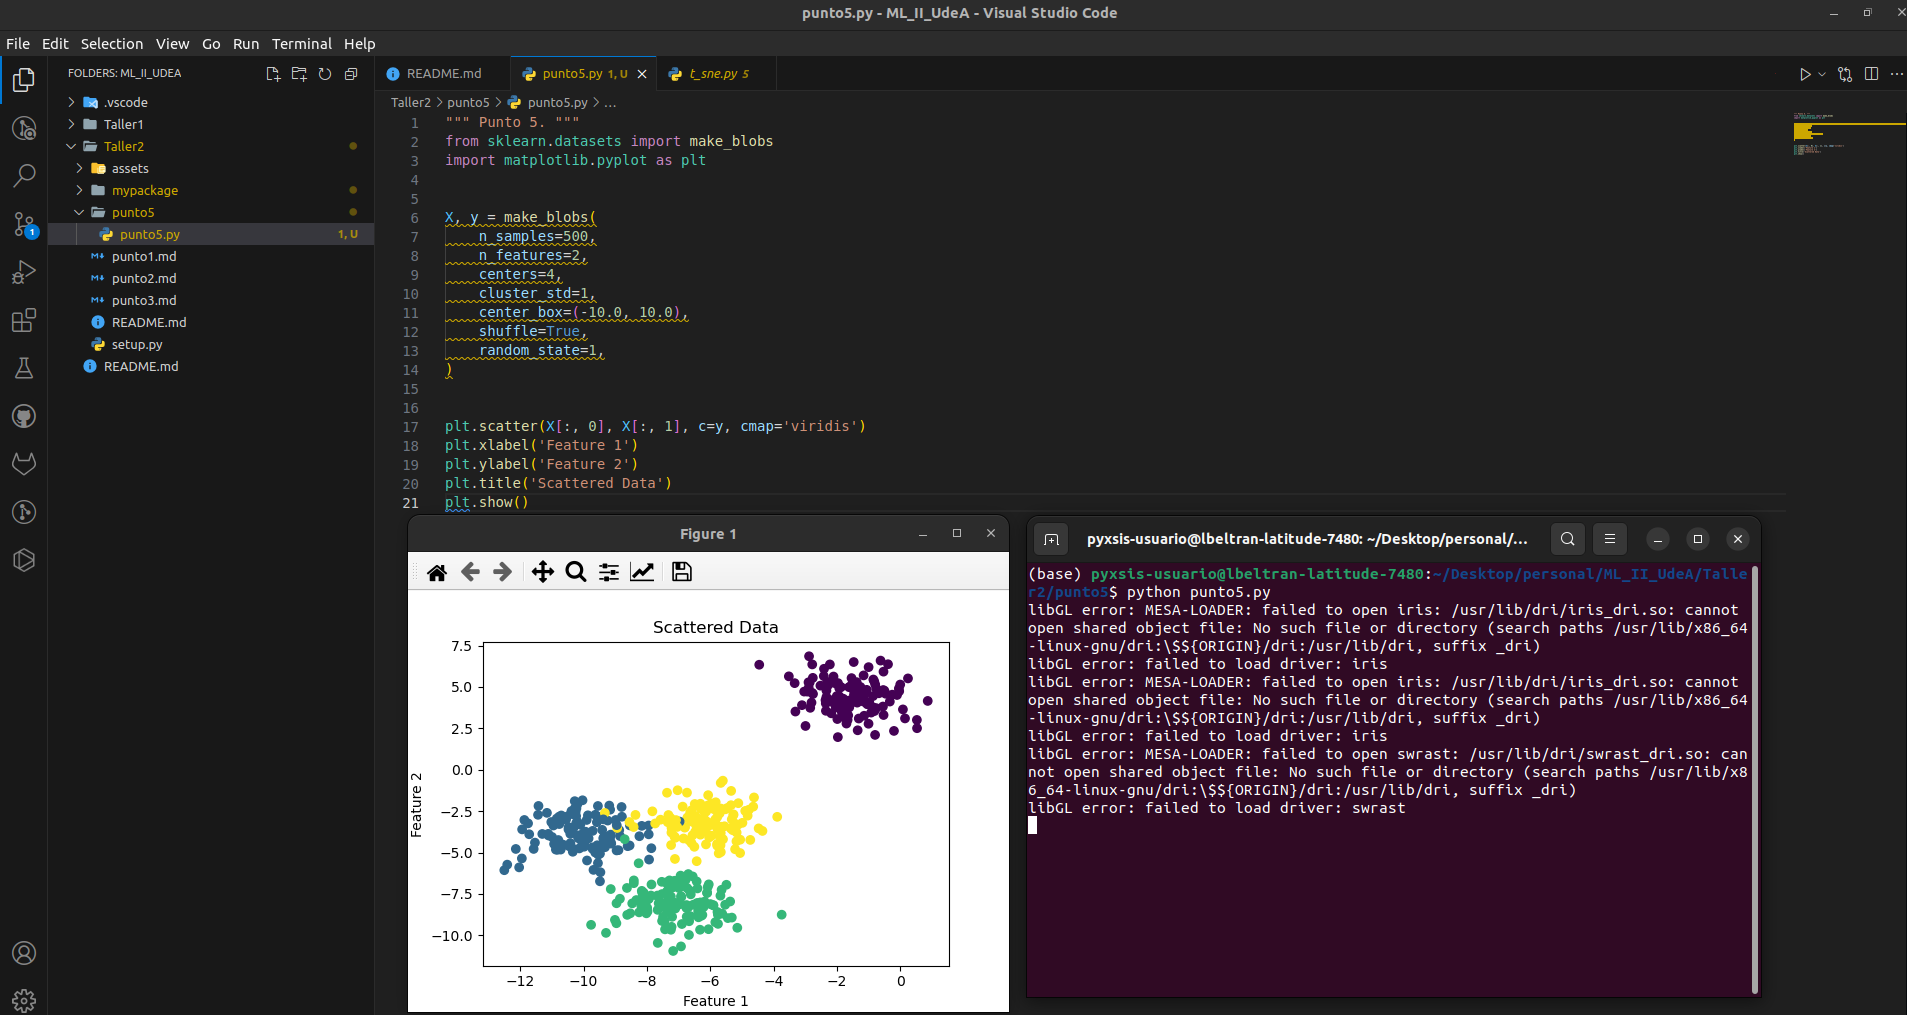 punto5.py - ML_II_UdeA - Visual Studio Code
File Edit Selection View Go Run Terminal Help
FOLDERS: ML_II_UDEA
.vscode
Taller1
Taller2
assets
mypackage
punto5
punto5.py 1, U
punto1.md
punto2.md
punto3.md
README.md
setup.py
README.md
1
README.md
punto5.py 1, U
t_sne.py 5
Taller2 > punto5 > punto5.py > ...
1 """ Punto 5. """
2 from sklearn.datasets import make_blobs
3 import matplotlib.pyplot as plt
4
5
6 X, y = make_blobs(
7     n_samples=500,
8     n_features=2,
9     centers=4,
10     cluster_std=1,
11     center_box=(-10.0, 10.0),
12     shuffle=True,
13     random_state=1,
14 )
15
16
17 plt.scatter(X[:, 0], X[:, 1], c=y, cmap='viridis')
18 plt.xlabel('Feature 1')
19 plt.ylabel('Feature 2')
20 plt.title('Scattered Data')
21 plt.show()
Figure 1
Scattered Data
7.5
5.0
2.5
0.0
−2.5
−5.0
−7.5
−10.0
Feature 2
−12 −10 −8 −6 −4 −2 0
Feature 1
pyxsis-usuario@lbeltran-latitude-7480: ~/Desktop/personal/...
(base) pyxsis-usuario@lbeltran-latitude-7480:~/Desktop/personal/ML_II_UdeA/Talle
r2/punto5$ python punto5.py
libGL error: MESA-LOADER: failed to open iris: /usr/lib/dri/iris_dri.so: cannot
open shared object file: No such file or directory (search paths /usr/lib/x86_64
-linux-gnu/dri:\$${ORIGIN}/dri:/usr/lib/dri, suffix _dri)
libGL error: failed to load driver: iris
libGL error: MESA-LOADER: failed to open iris: /usr/lib/dri/iris_dri.so: cannot
open shared object file: No such file or directory (search paths /usr/lib/x86_64
-linux-gnu/dri:\$${ORIGIN}/dri:/usr/lib/dri, suffix _dri)
libGL error: failed to load driver: iris
libGL error: MESA-LOADER: failed to open swrast: /usr/lib/dri/swrast_dri.so: can
not open shared object file: No such file or directory (search paths /usr/lib/x8
6_64-linux-gnu/dri:\$${ORIGIN}/dri:/usr/lib/dri, suffix _dri)
libGL error: failed to load driver: swrast